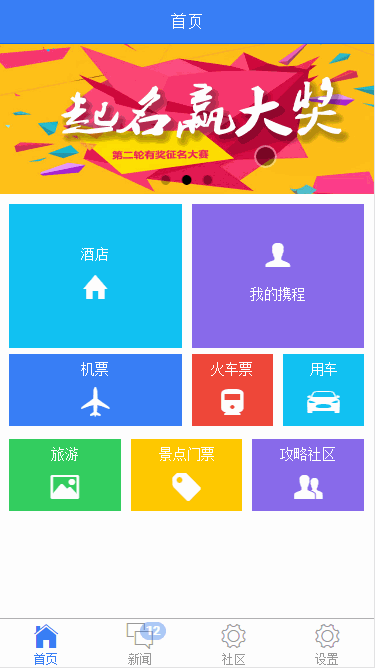 首页
起名赢大奖
第二轮有奖征名大赛
酒店
我的携程
机票
火车票
用车
旅游
景点门票
攻略社区
12
首页
新闻
社区
设置